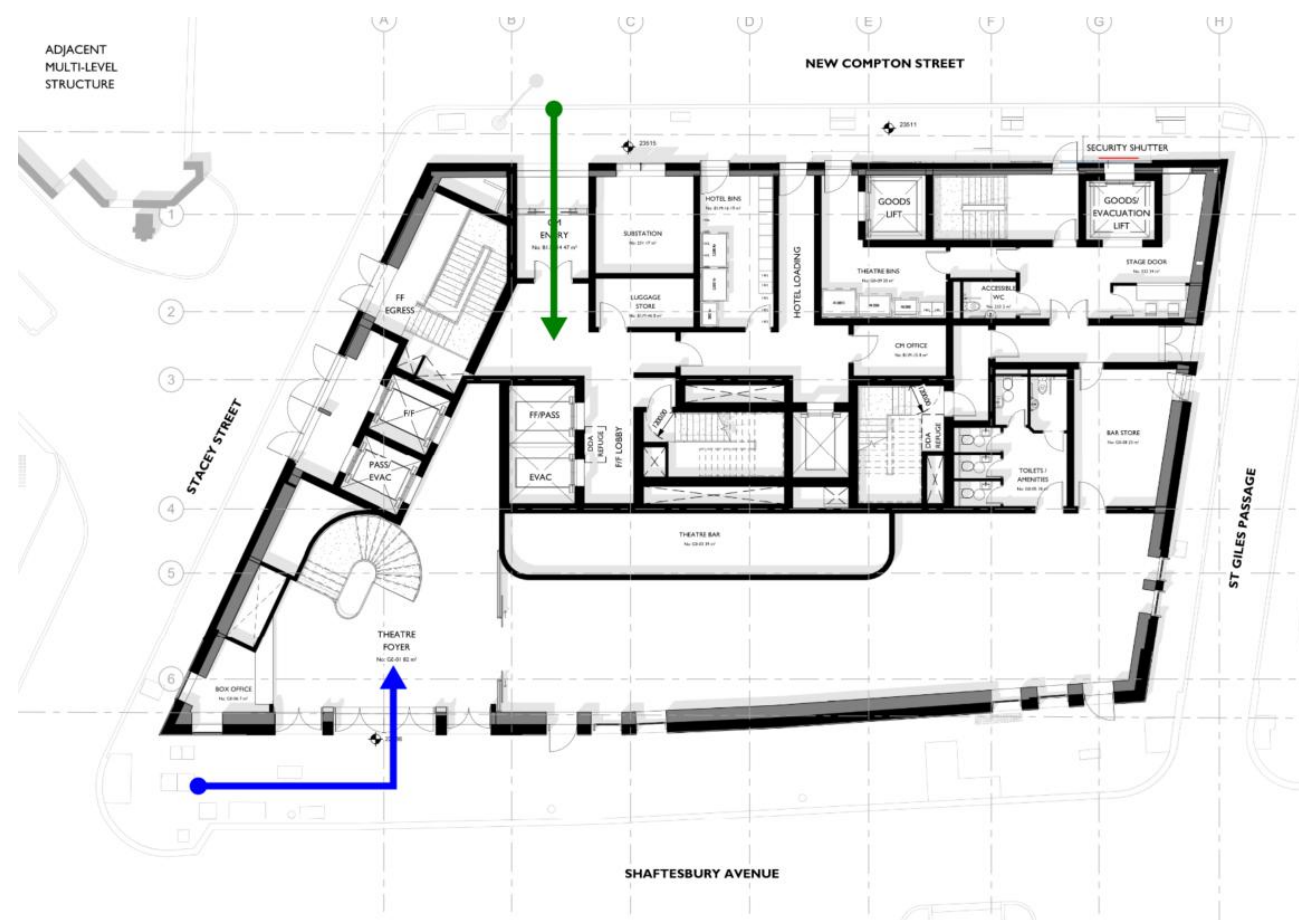 A
B
C
D
E
F
G
H
ADJACENT
MULTI-LEVEL
STRUCTURE
NEW COMPTON STREET
23511
23515
SECURITY SHUTTER
1
HOTEL BINS
GOODS
LIFT
GOODS/
EVACUATION
LIFT
CM
ENTRY
SUBSTATION
THEATRE BINS
STAGE DOOR
HOTEL LOADING
ACCESSIBLE
WC
LUGGAGE
STORE
FF
EGRESS
2
CM OFFICE
3
F/F
FF/PASS
DDA
REFUGE
F/F LOBBY
DDA
REFUGE
BAR STORE
STACEY STREET
PASS/
EVAC
EVAC
TOILETS /
AMENITIES
4
THEATRE BAR
ST GILES PASSAGE
5
THEATRE
FOYER
6
BOX OFFICE
SHAFTESBURY AVENUE